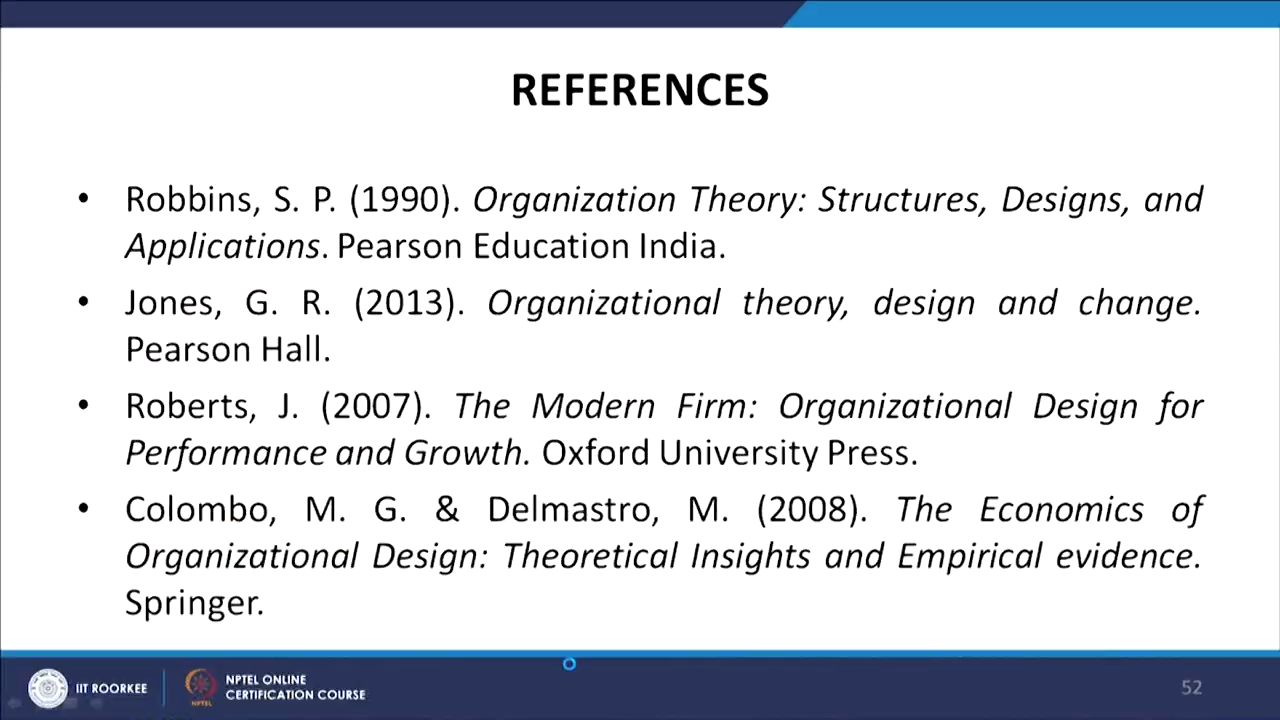 REFERENCES
• Robbins, S. P. (1990). Organization Theory: Structures, Designs, and
Applications. Pearson Education India.
• Jones, G. R. (2013). Organizational theory, design and change.
Pearson Hall.
• Roberts, J. (2007). The Modern Firm: Organizational Design for
Performance and Growth. Oxford University Press.
• Colombo, M. G. & Delmastro, M. (2008). The Economics of
Organizational Design: Theoretical Insights and Empirical evidence.
Springer.
IIT ROORKEE
NPTEL
NPTEL ONLINE
CERTIFICATION COURSE
52